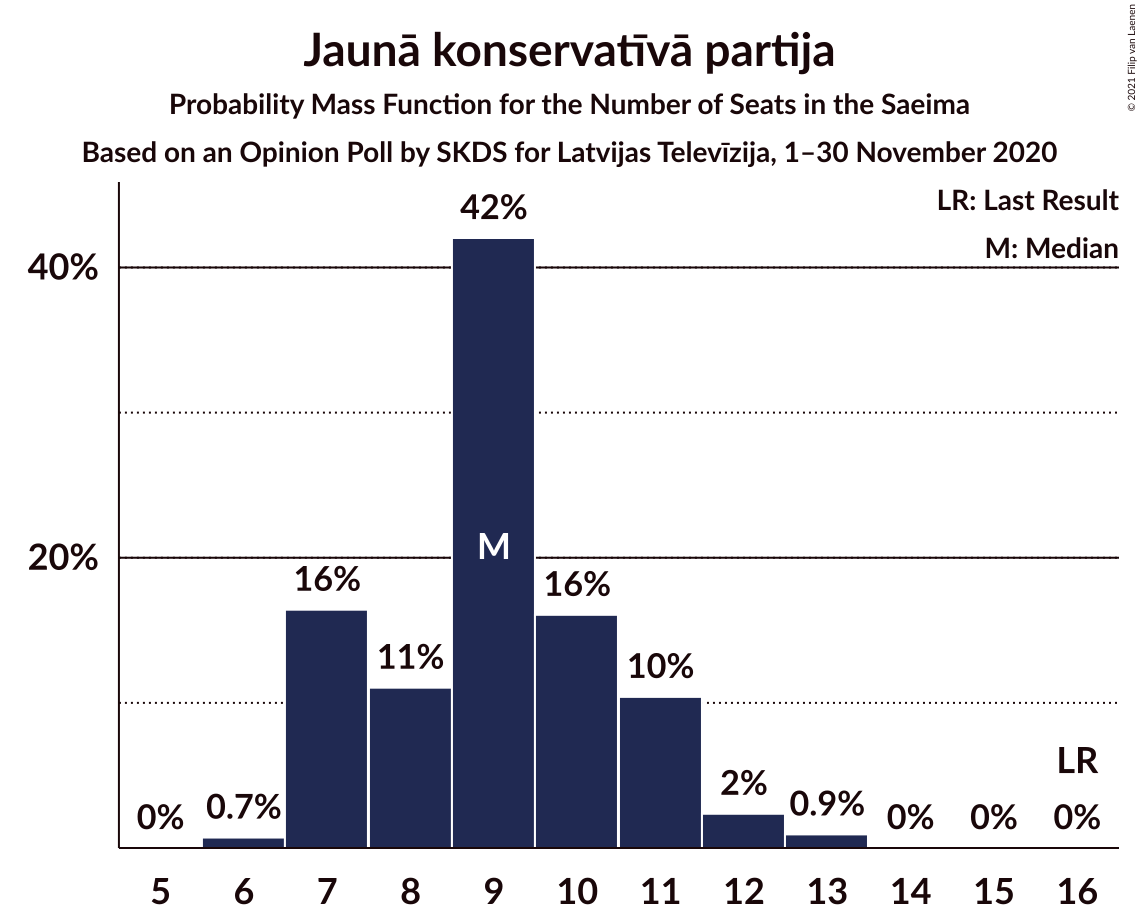 Jaunā konservatīvā partija
Probability Mass Function for the Number of Seats in the Saeima
Based on an Opinion Poll by SKDS for Latvijas Televīzija, 1–30 November 2020
© 2021 Filip van Laenen
LR: Last Result
M: Median
40%
20%
0%
0.7%
16%
11%
42%
M
16%
10%
2%
0.9%
0%
0%
LR
0%
5 6 7 8 9 10 11 12 13 14 15 16